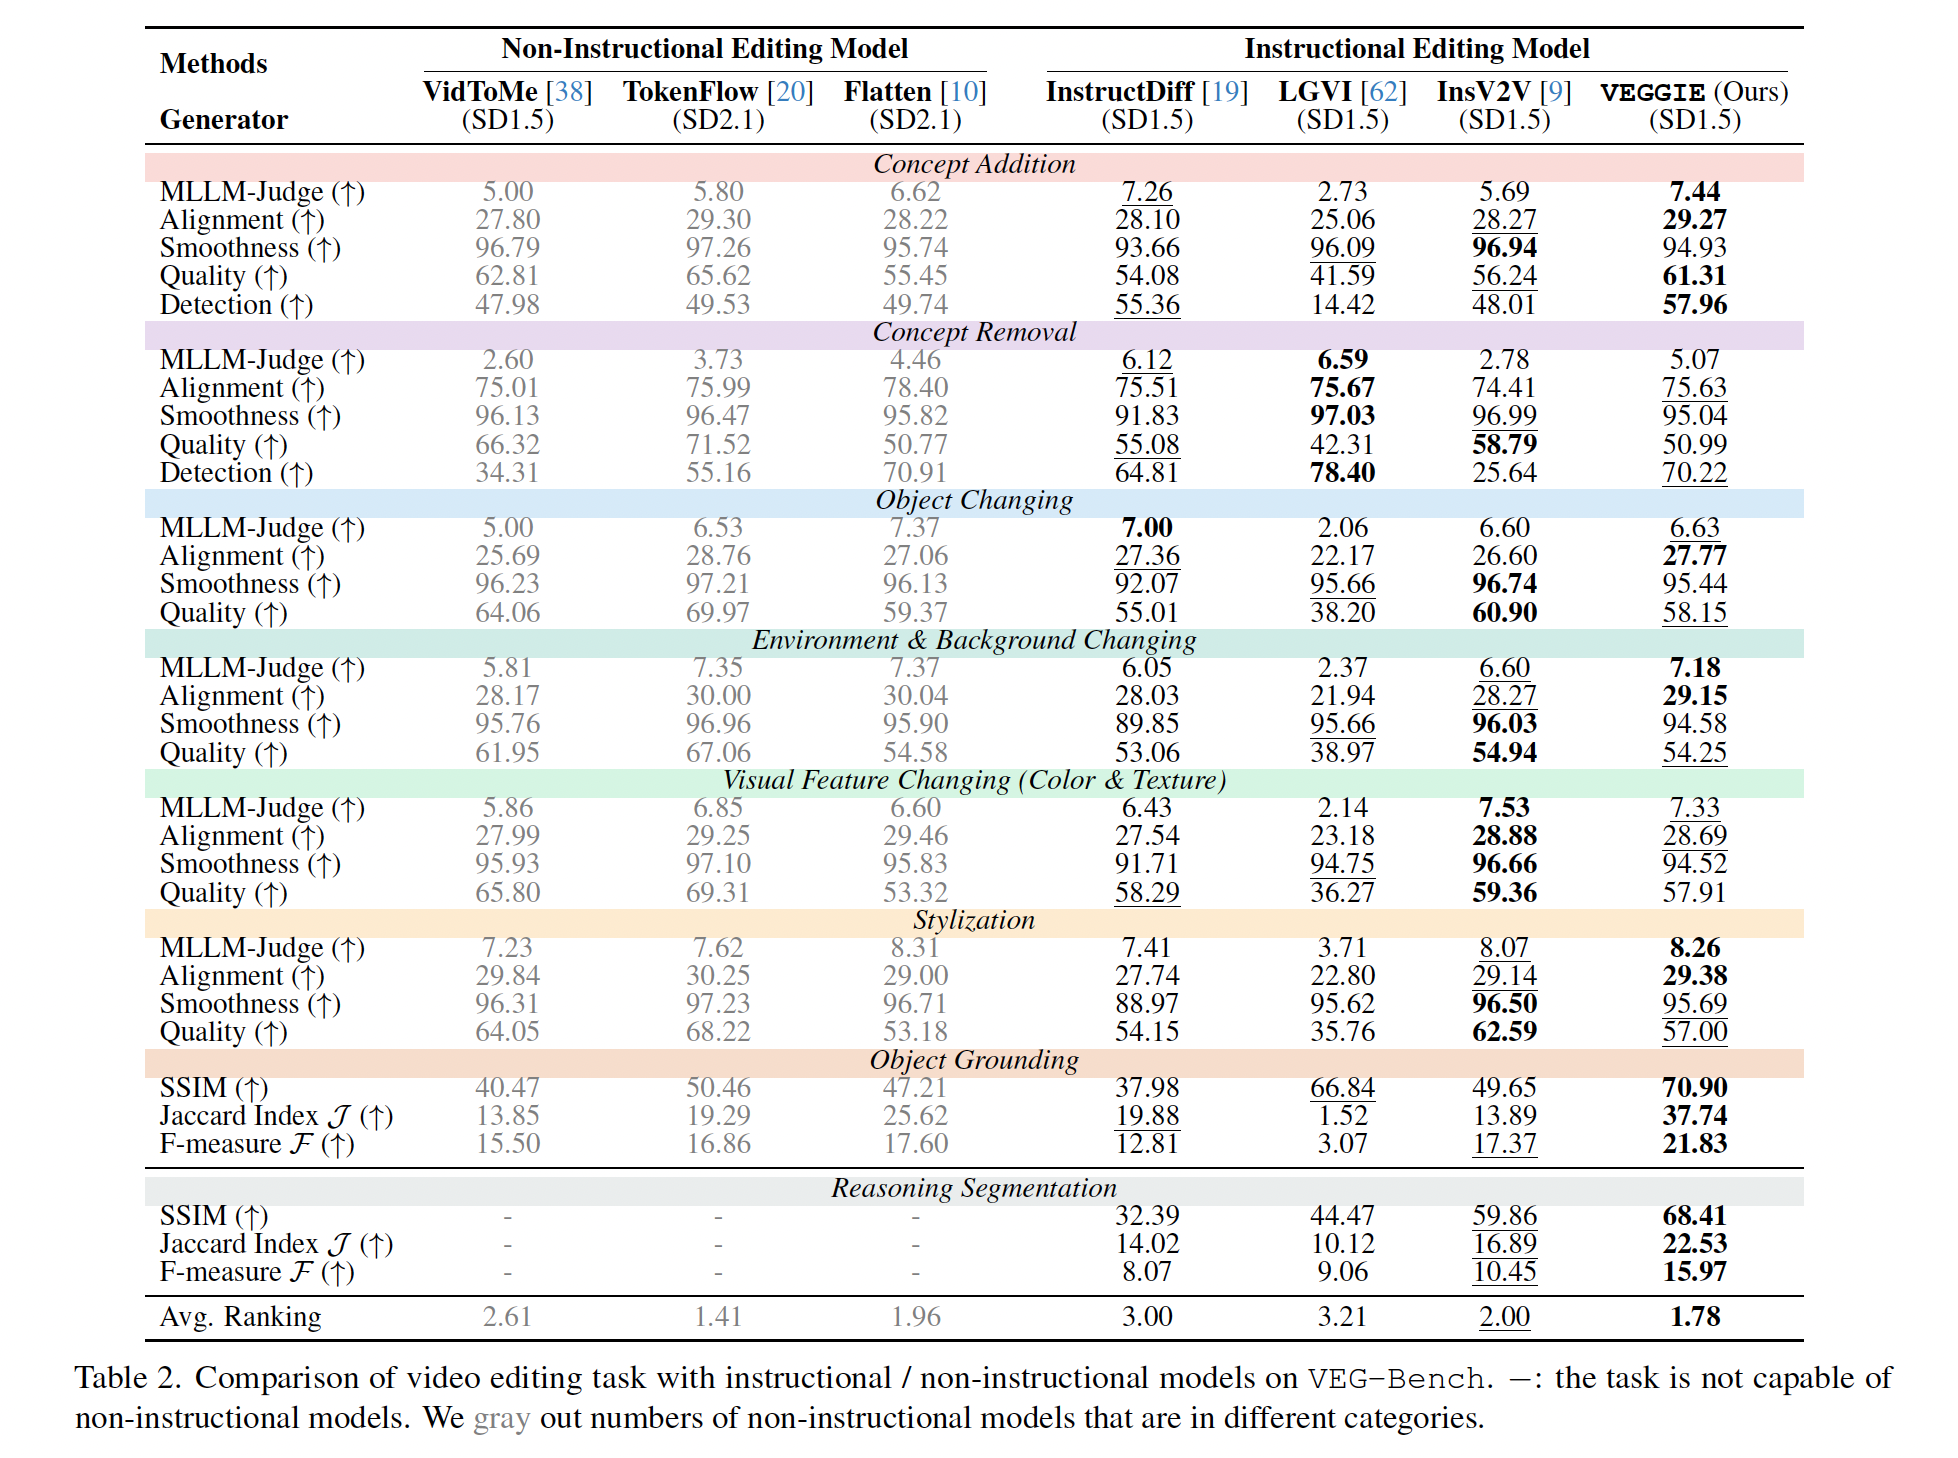 Methods Non-Instructional Editing Model Instructional Editing Model
VidToMe [38] TokenFlow [20] Flatten [10] InstructDiff [19] LGVI [62] InsV2V [9] VEGGIE (Ours)
Generator (SD1.5) (SD2.1) (SD2.1) (SD1.5) (SD1.5) (SD1.5) (SD1.5)
Concept Addition
MLLM-Judge (↑) 5.00 5.80 6.62 7.26 2.73 5.69 7.44
Alignment (↑) 27.80 29.30 28.22 28.10 25.06 28.27 29.27
Smoothness (↑) 96.79 97.26 95.74 93.66 96.09 96.94 94.93
Quality (↑) 62.81 65.62 55.45 54.08 41.59 56.24 61.31
Detection (↑) 47.98 49.53 49.74 55.36 14.42 48.01 57.96
Concept Removal
MLLM-Judge (↑) 2.60 3.73 4.46 6.12 6.59 2.78 5.07
Alignment (↑) 75.01 75.99 78.40 75.51 75.67 74.41 75.63
Smoothness (↑) 96.13 96.47 95.82 91.83 97.03 96.99 95.04
Quality (↑) 66.32 71.52 50.77 55.08 42.31 58.79 50.99
Detection (↑) 34.31 55.16 70.91 64.81 78.40 25.64 70.22
Object Changing
MLLM-Judge (↑) 5.00 6.53 7.37 7.00 2.06 6.60 6.63
Alignment (↑) 25.69 28.76 27.06 27.36 22.17 26.60 27.77
Smoothness (↑) 96.23 97.21 96.13 92.07 95.66 96.74 95.44
Quality (↑) 64.06 69.97 59.37 55.01 38.20 60.90 58.15
Environment & Background Changing
MLLM-Judge (↑) 5.81 7.35 7.37 6.05 2.37 6.60 7.18
Alignment (↑) 28.17 30.00 30.04 28.03 21.94 28.27 29.15
Smoothness (↑) 95.76 96.96 95.90 89.85 95.66 96.03 94.58
Quality (↑) 61.95 67.06 54.58 53.06 38.97 54.94 54.25
Visual Feature Changing (Color & Texture)
MLLM-Judge (↑) 5.86 6.85 6.60 6.43 2.14 7.53 7.33
Alignment (↑) 27.99 29.25 29.46 27.54 23.18 28.88 28.69
Smoothness (↑) 95.93 97.10 95.83 91.71 94.75 96.66 94.52
Quality (↑) 65.80 69.31 53.32 58.29 36.27 59.36 57.91
Stylization
MLLM-Judge (↑) 7.23 7.62 8.31 7.41 3.71 8.07 8.26
Alignment (↑) 29.84 30.25 29.00 27.74 22.80 29.14 29.38
Smoothness (↑) 96.31 97.23 96.71 88.97 95.62 96.50 95.69
Quality (↑) 64.05 68.22 53.18 54.15 35.76 62.59 57.00
Object Grounding
SSIM (↑) 40.47 50.46 47.21 37.98 66.84 49.65 70.90
Jaccard Index 𝒥 (↑) 13.85 19.29 25.62 19.88 1.52 13.89 37.74
F-measure ℱ (↑) 15.50 16.86 17.60 12.81 3.07 17.37 21.83
Reasoning Segmentation
SSIM (↑) - - - 32.39 44.47 59.86 68.41
Jaccard Index 𝒥 (↑) - - - 14.02 10.12 16.89 22.53
F-measure ℱ (↑) - - - 8.07 9.06 10.45 15.97
Avg. Ranking 2.61 1.41 1.96 3.00 3.21 2.00 1.78
Table 2. Comparison of video editing task with instructional / non-instructional models on VEG-Bench. −: the task is not capable of
non-instructional models. We gray out numbers of non-instructional models that are in different categories.